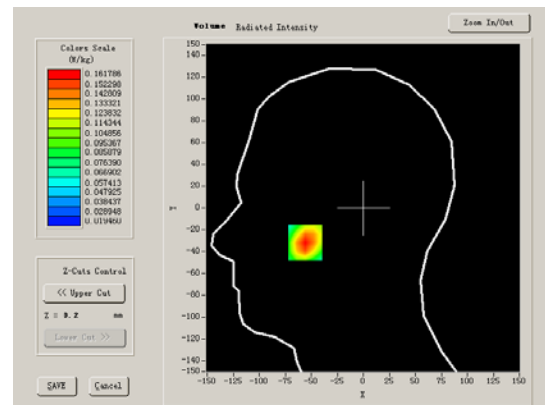 Volume Radiated Intensity
Zoom In/Out
Colors Scale
(W/kg)
0.161786
0.152298
0.142809
0.133321
0.123832
0.114344
0.104856
0.095367
0.085879
0.076390
0.066902
0.057413
0.047925
0.038437
0.028948
0.019460
Z-Cuts Control
<< Upper Cut
Z = 9.2 mm
Lower Cut >>
SAVE Cancel
150
120
100
80
60
40
20
0
-20
-40
-60
-80
-100
-120
-150
Y
-150 -125 -100 -75 -50 -25 0 25 50 75 100 125 150
X